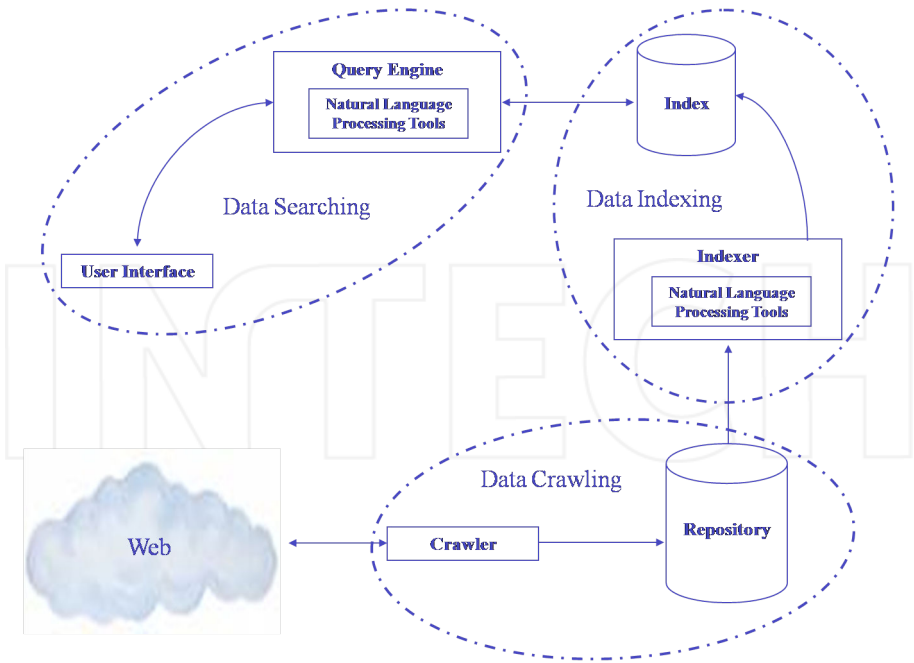 Query Engine
Natural Language
Processing Tools
Index
Data Searching
Data Indexing
User Interface
Indexer
Natural Language
Processing Tools
INTECH
Data Crawling
Web
Crawler
Repository